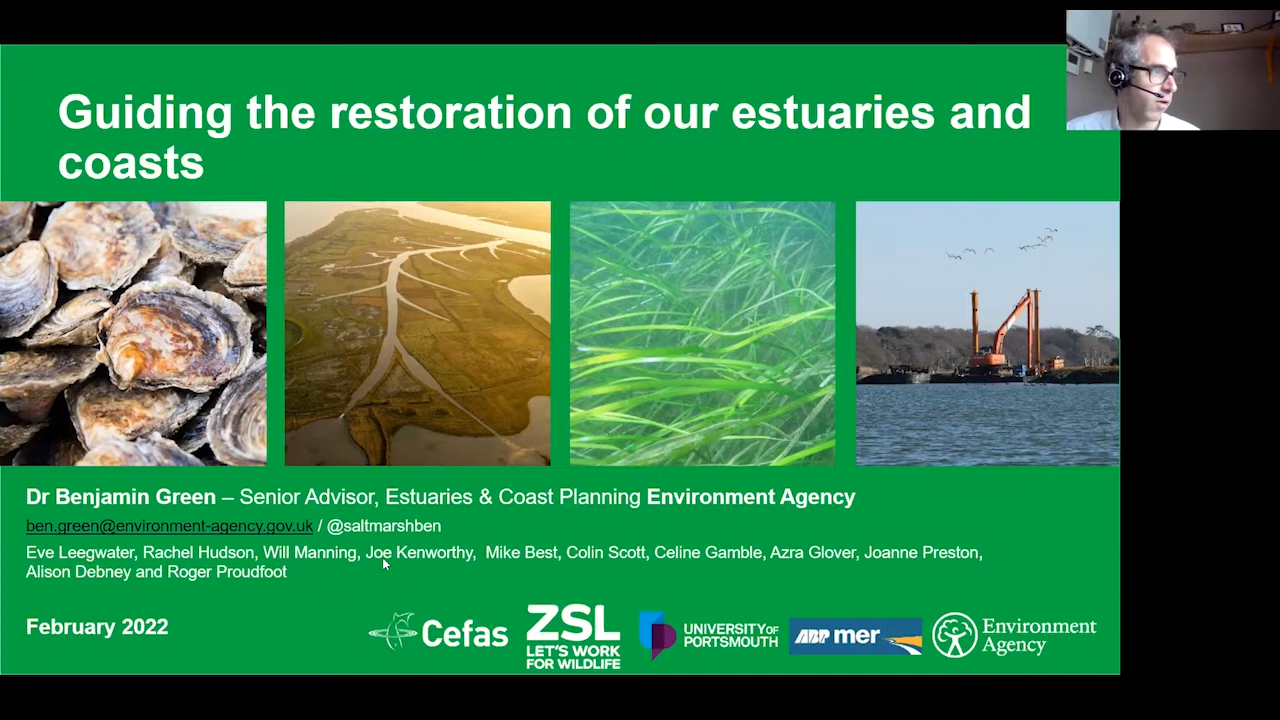 Guiding the restoration of our estuaries and
coasts
Dr Benjamin Green – Senior Advisor, Estuaries & Coast Planning Environment Agency
ben.green@environment-agency.gov.uk / @saltmarshben
Eve Leegwater, Rachel Hudson, Will Manning, Joe Kenworthy, Mike Best, Colin Scott, Celine Gamble, Azra Glover, Joanne Preston,
Alison Debney and Roger Proudfoot
February 2022
Cefas
ZSL
LET'S WORK
FOR WILDLIFE
UNIVERSITY OF
PORTSMOUTH
ABP mer
Environment
Agency